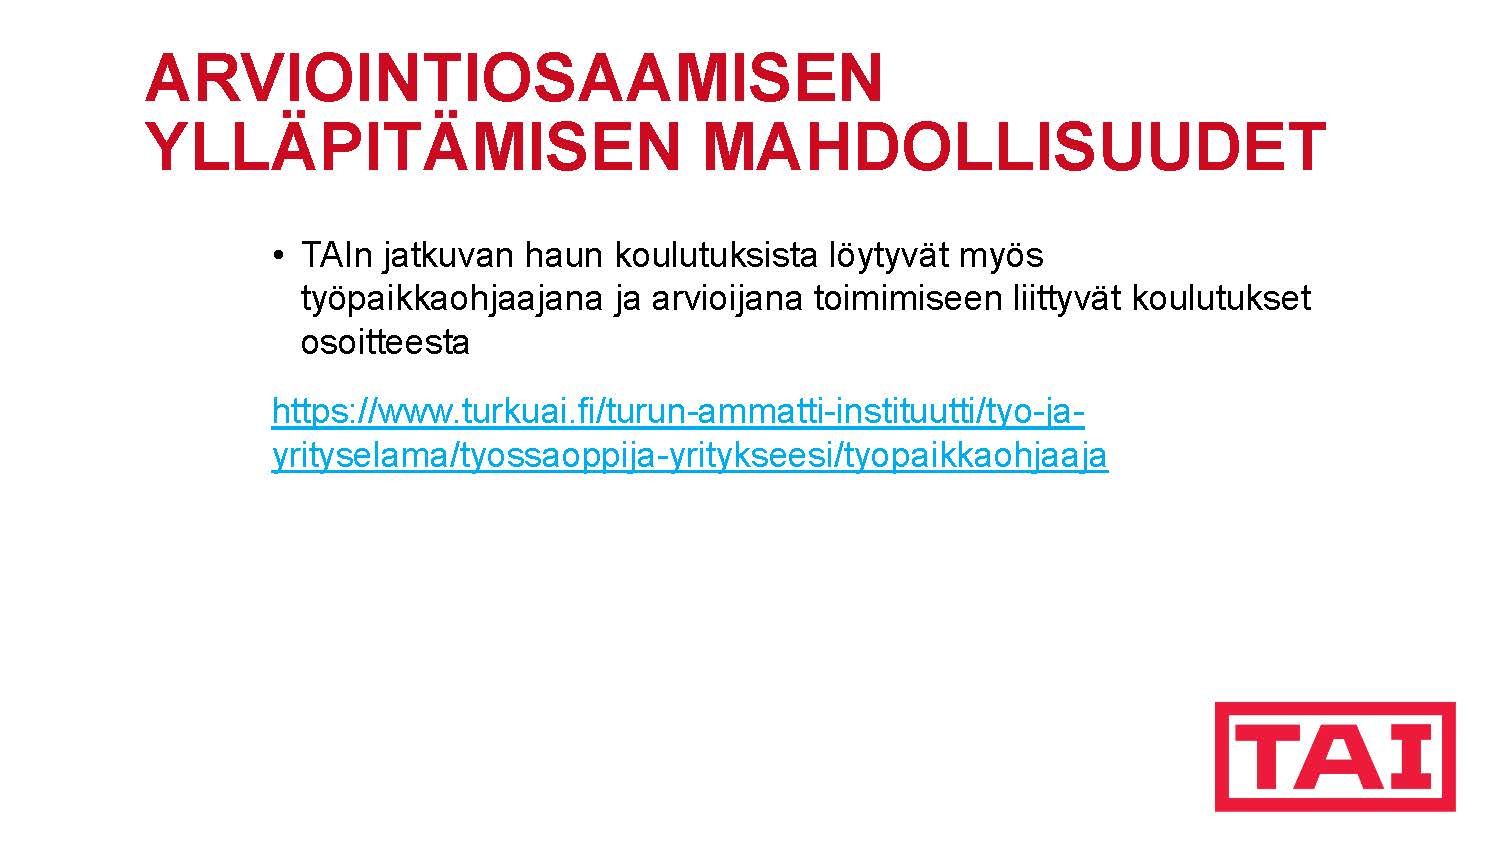 ARVIOINTIOSAAMISEN
YLLÄPITÄMISEN MAHDOLLISUUDET
• TAIn jatkuvan haun koulutuksista löytyvät myös
työpaikkaohjaajana ja arvioijana toimimiseen liittyvät koulutukset
osoitteesta
https://www.turkuai.fi/turun-ammatti-instituutti/tyo-ja-
yrityselama/tyossaoppija-yritykseesi/tyopaikkaohjaaja
TAI